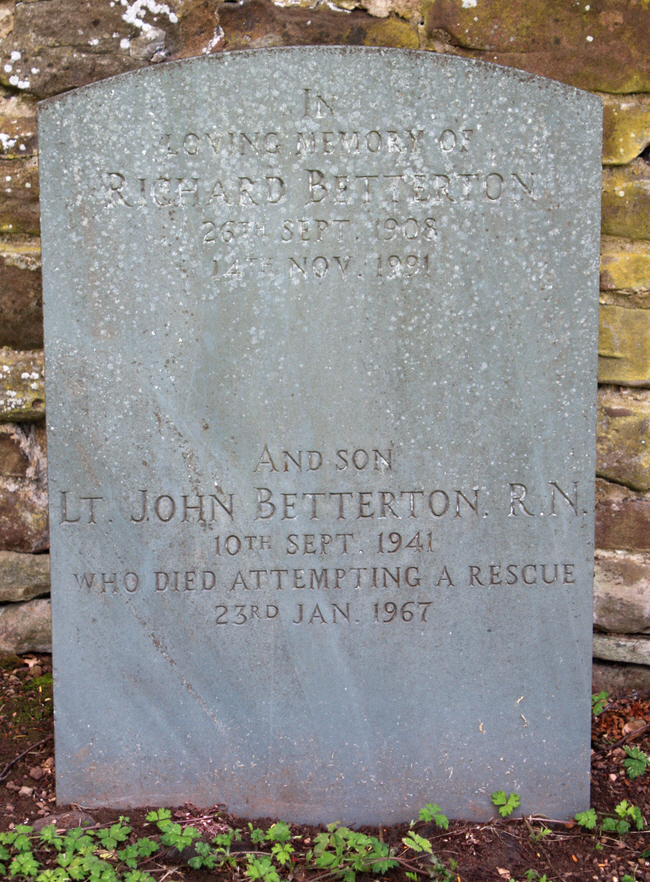 IN
LOVING MEMORY OF
RICHARD BETTERTON
26TH SEPT. 1908
14TH NOV. 1991
AND SON
LT. JOHN BETTERTON. R.N.
10TH SEPT. 1941
WHO DIED ATTEMPTING A RESCUE
23RD JAN. 1967